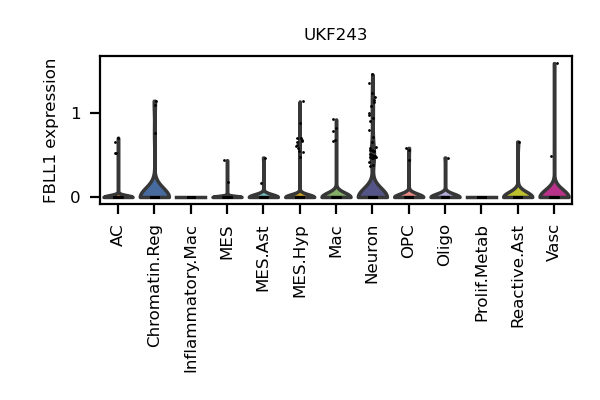 UKF243
FBLL1 expression
1
0
AC
Chromatin.Reg
Inflammatory.Mac
MES
MES.Ast
MES.Hyp
Mac
Neuron
OPC
Oligo
Prolif.Metab
Reactive.Ast
Vasc